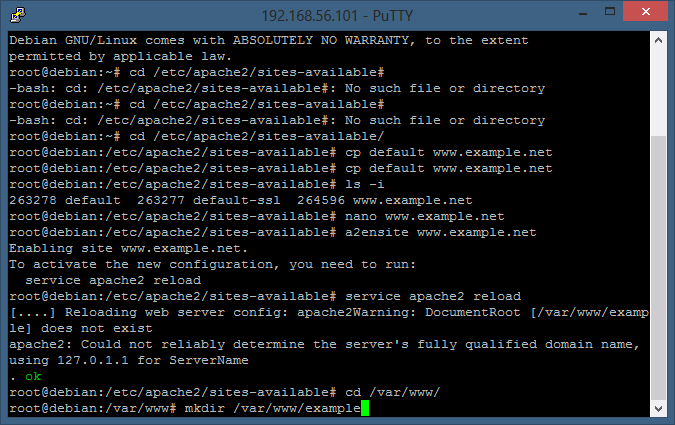 192.168.56.101 - PuTTY
Debian GNU/Linux comes with ABSOLUTELY NO WARRANTY, to the extent
permitted by applicable law.
root@debian:~# cd /etc/apache2/sites-available#
-bash: cd: /etc/apache2/sites-available#: No such file or directory
root@debian:~# cd /etc/apache2/sites-available#
-bash: cd: /etc/apache2/sites-available#: No such file or directory
root@debian:~# cd /etc/apache2/sites-available/
root@debian:/etc/apache2/sites-available# cp default www.example.net
root@debian:/etc/apache2/sites-available# cp default www.example.net
root@debian:/etc/apache2/sites-available# ls -i
263278 default  263277 default-ssl  264596 www.example.net
root@debian:/etc/apache2/sites-available# nano www.example.net
root@debian:/etc/apache2/sites-available# a2ensite www.example.net
Enabling site www.example.net.
To activate the new configuration, you need to run:
  service apache2 reload
root@debian:/etc/apache2/sites-available# service apache2 reload
[....] Reloading web server config: apache2Warning: DocumentRoot [/var/www/examp
le] does not exist
apache2: Could not reliably determine the server's fully qualified domain name,
using 127.0.1.1 for ServerName
. ok
root@debian:/etc/apache2/sites-available# cd /var/www/
root@debian:/var/www# mkdir /var/www/example